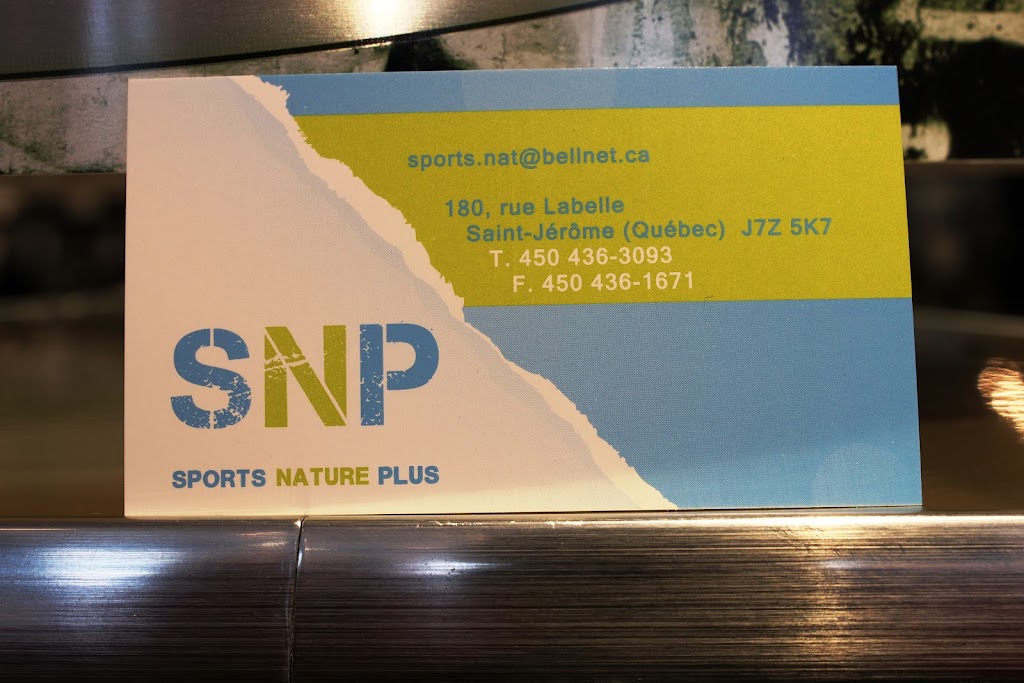 sports.nat@bellnet.ca
180, rue Labelle
Saint-Jérôme (Québec) J7Z 5K7
T. 450 436-3093
F. 450 436-1671
SNP
SPORTS NATURE PLUS